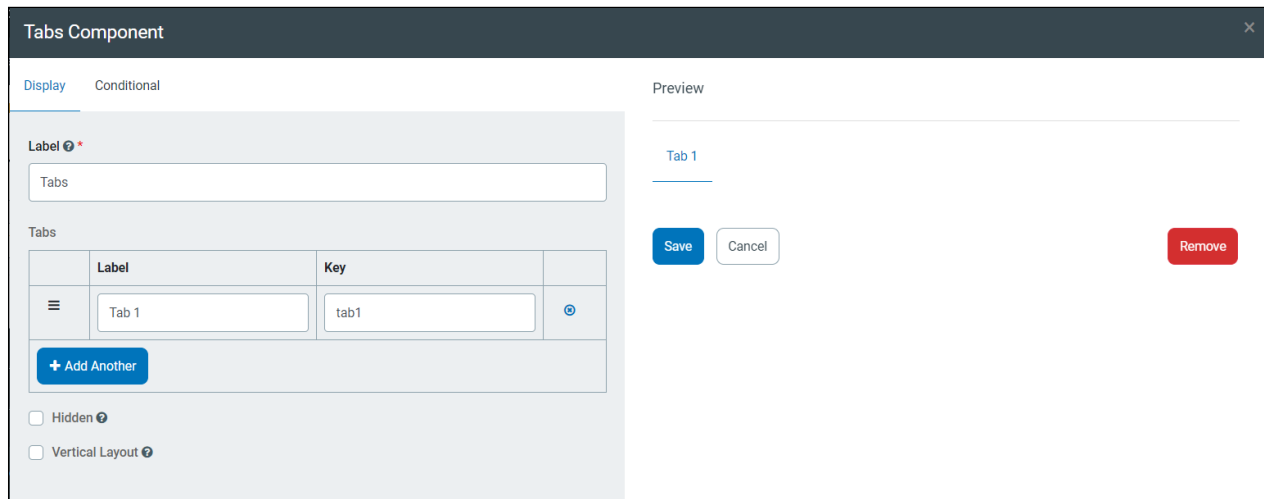 Tabs Component
Display Conditional
Label *
Tabs
Tabs
Label Key
Tab 1 tab1
+ Add Another
Hidden
Vertical Layout
Preview
Tab 1
Save Cancel Remove